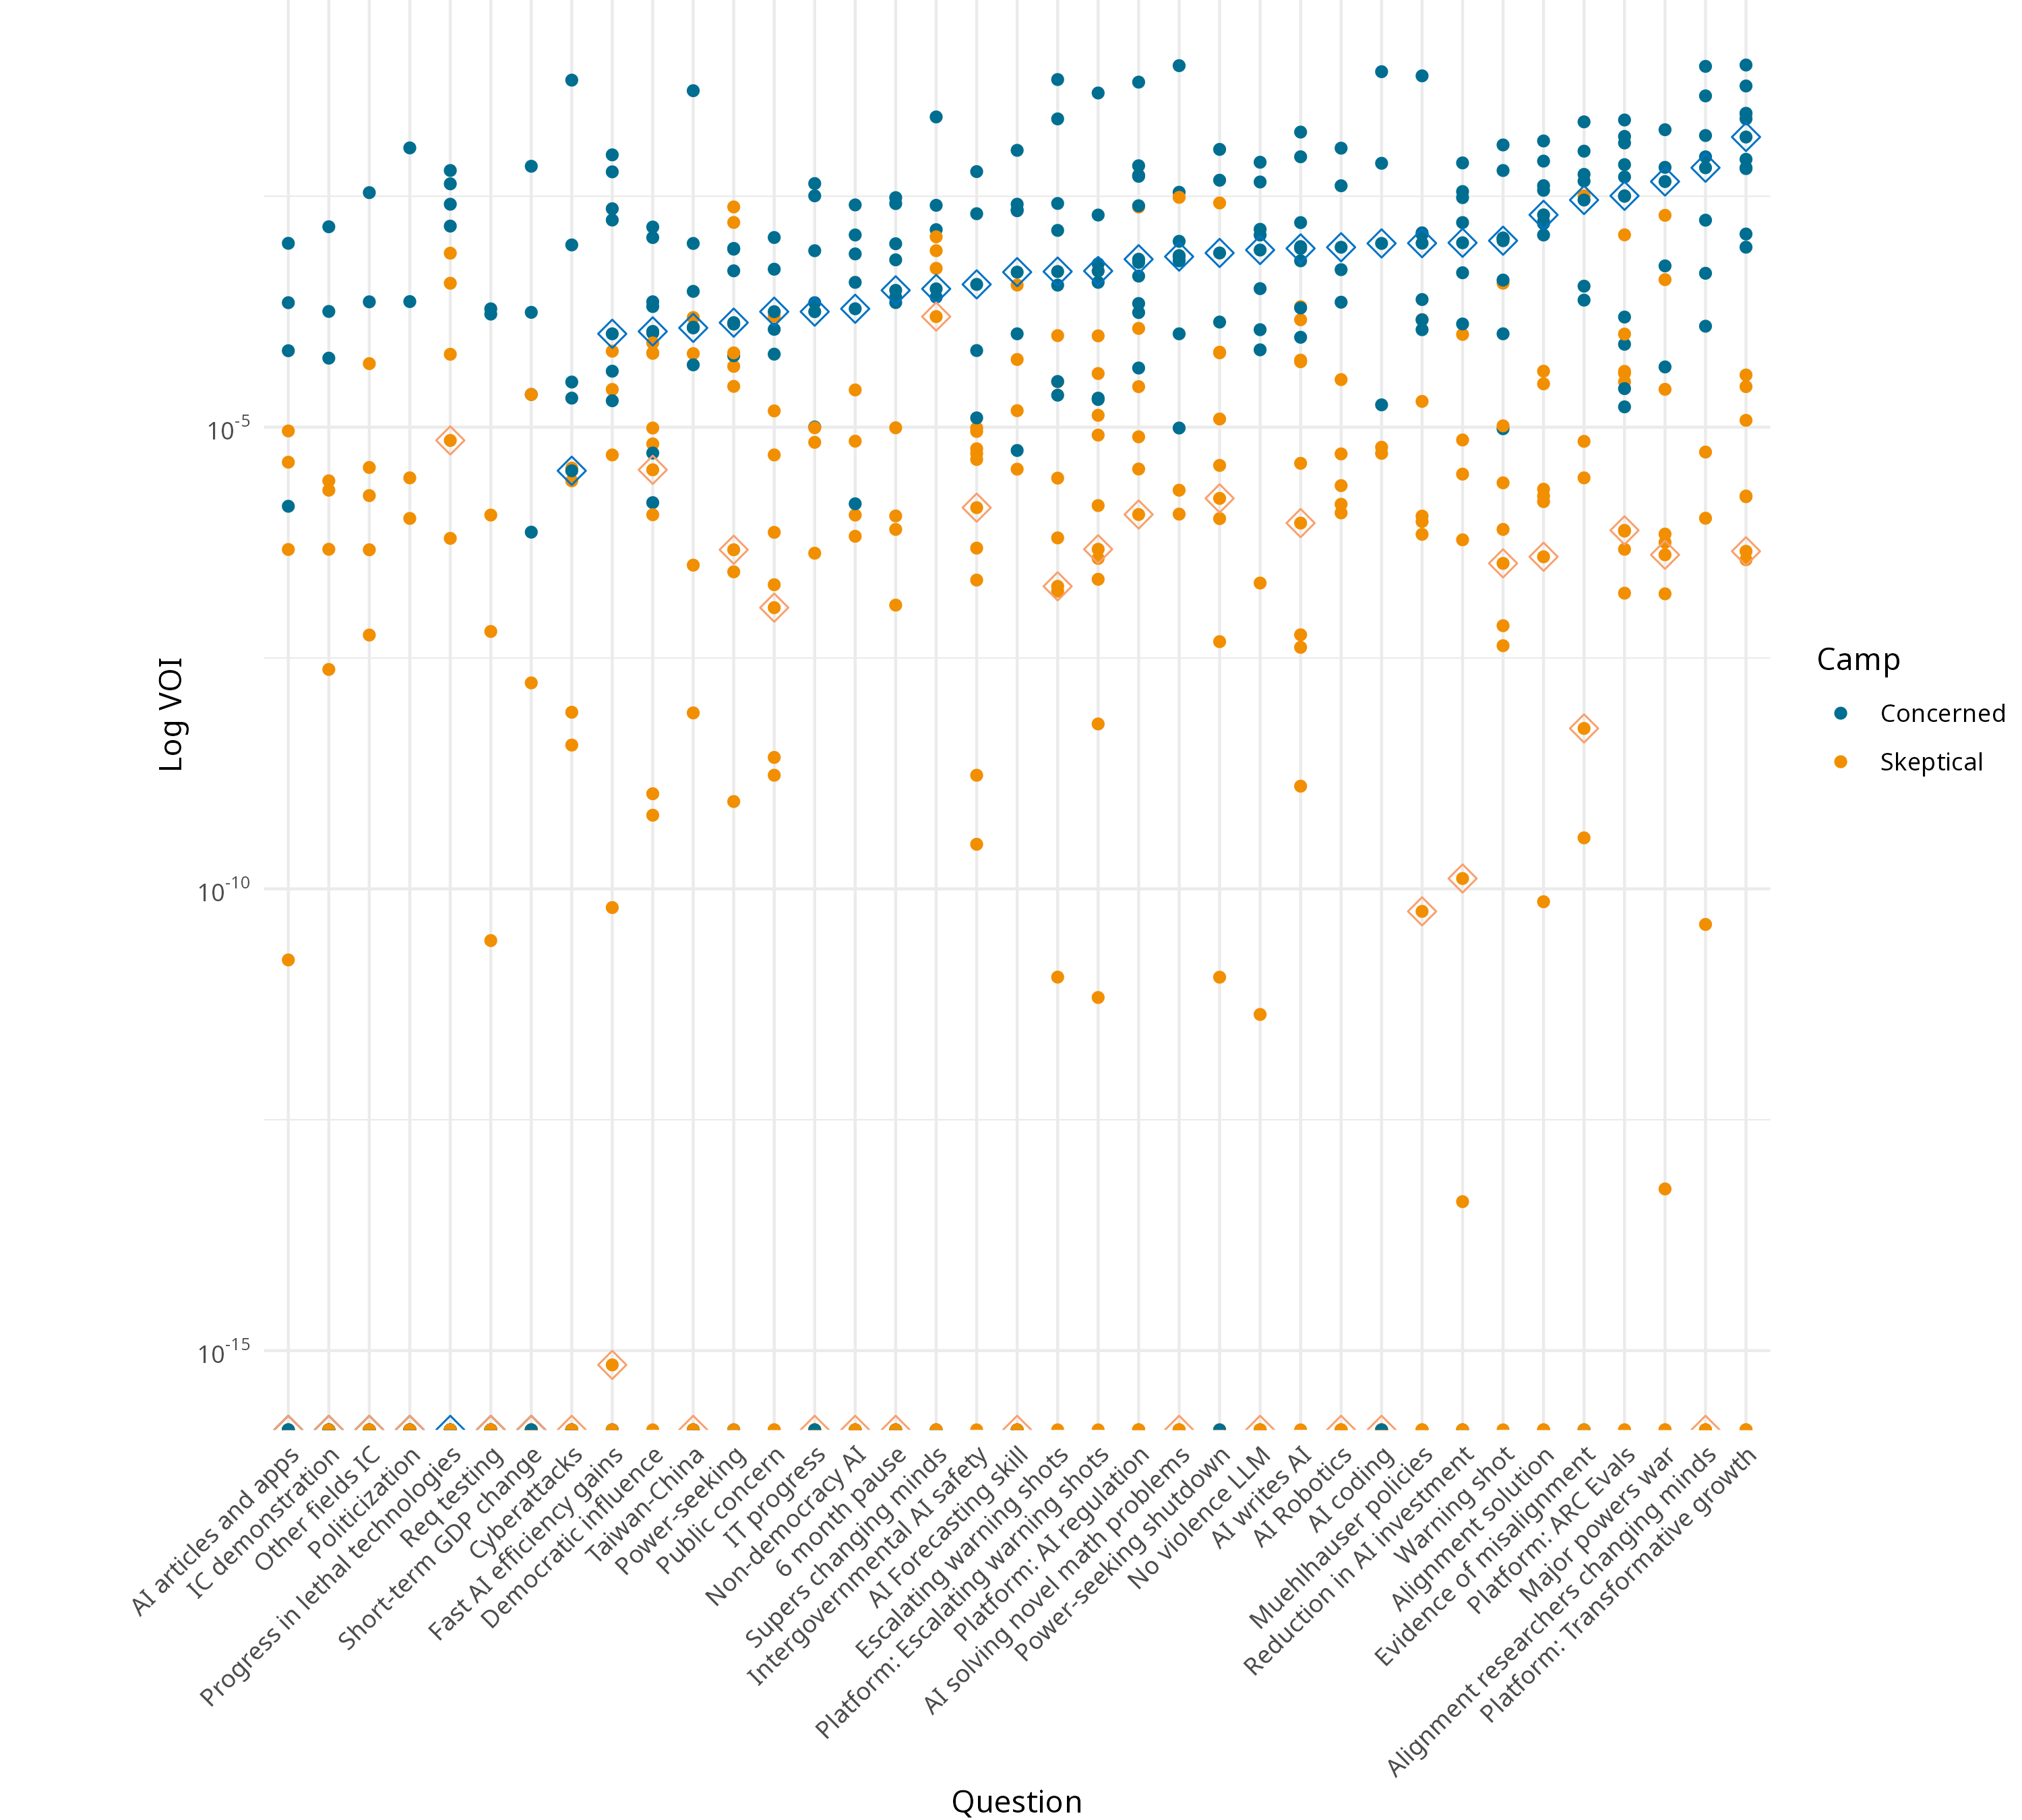 10-5
10-10
10-15
Log VOI
AI articles and apps
IC demonstration
Other fields IC
Politicization
Progress in lethal technologies
Req testing
Short-term GDP change
Cyberattacks
Fast AI efficiency gains
Democratic influence
Taiwan-China
Power-seeking
Public concern
IT progress
Non-democracy AI
6 month pause
Supers changing minds
Intergovernmental AI safety
AI Forecasting skill
Escalating warning shots
Platform: Escalating warning shots
Platform: AI regulation
AI solving novel math problems
Power-seeking shutdown
No violence LLM
AI writes AI
AI Robotics
AI coding
Muehlhauser policies
Reduction in AI investment
Warning shot
Alignment solution
Evidence of misalignment
Platform: ARC Evals
Major powers war
Alignment researchers changing minds
Platform: Transformative growth
Question
Camp
Concerned
Skeptical